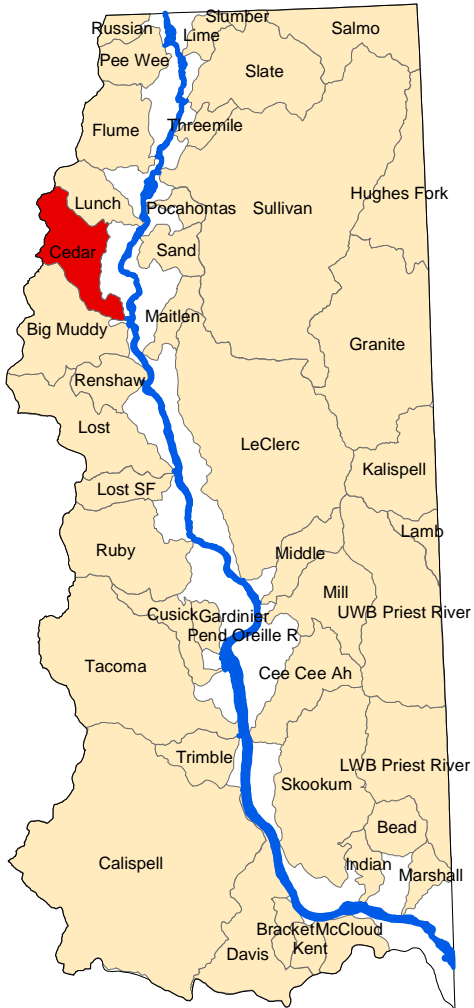 Slumber
Russian
Lime
Salmo
Pee Wee
Slate
Threemile
Flume
Hughes Fork
Lunch
Pocahontas
Sullivan
Cedar
Sand
Maitlen
Big Muddy
Granite
Renshaw
Lost
LeClerc
Kalispell
Lost SF
Lamb
Ruby
Middle
Mill
Cusick
Gardinier
UWB Priest River
Pend Oreille R
Tacoma
Cee Cee Ah
Trimble
LWB Priest River
Skookum
Bead
Calispell
Indian
Marshall
Bracket
McCloud
Kent
Davis